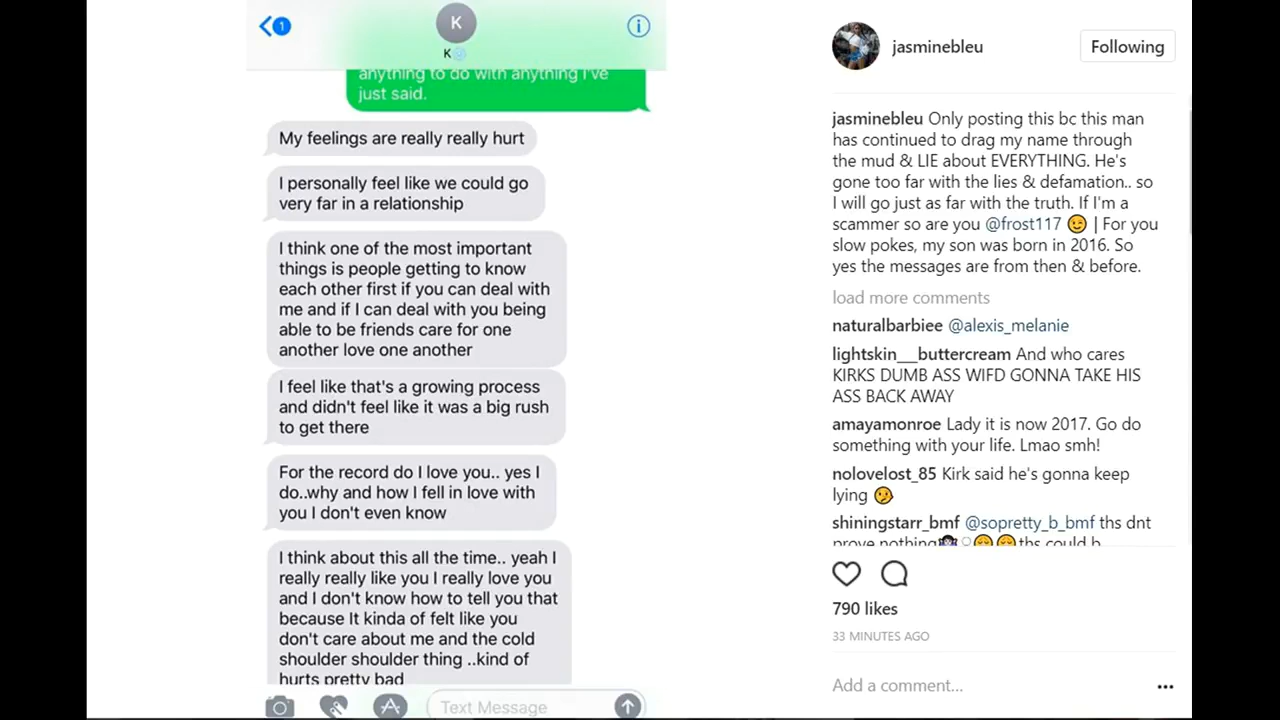 1
K
K
anything to do with anything I've
just said.
My feelings are really really hurt
I personally feel like we could go
very far in a relationship
I think one of the most important
things is people getting to know
each other first if you can deal with
me and if I can deal with you being
able to be friends care for one
another love one another
I feel like that's a growing process
and didn't feel like it was a big rush
to get there
For the record do I love you.. yes I
do..why and how I fell in love with
you I don't even know
I think about this all the time.. yeah I
really really like you I really love you
and I don't know how to tell you that
because It kinda of felt like you
don't care about me and the cold
shoulder shoulder thing ..kind of
hurts pretty bad
Text Message
jasminebleu
Following
jasminebleu Only posting this bc this man
has continued to drag my name through
the mud & LIE about EVERYTHING. He's
gone too far with the lies & defamation.. so
I will go just as far with the truth. If I'm a
scammer so are you @frost117 😉 | For you
slow pokes, my son was born in 2016. So
yes the messages are from then & before.
load more comments
naturalbarbiee @alexis_melanie
lightskin__buttercream And who cares
KIRKS DUMB ASS WIFD GONNA TAKE HIS
ASS BACK AWAY
amayamonroe Lady it is now 2017. Go do
something with your life. Lmao smh!
nolovelost_85 Kirk said he's gonna keep
lying 🤥
shiningstarr_bmf @sopretty_b_bmf ths dnt
prove nothing ths could b
790 likes
33 MINUTES AGO
Add a comment...